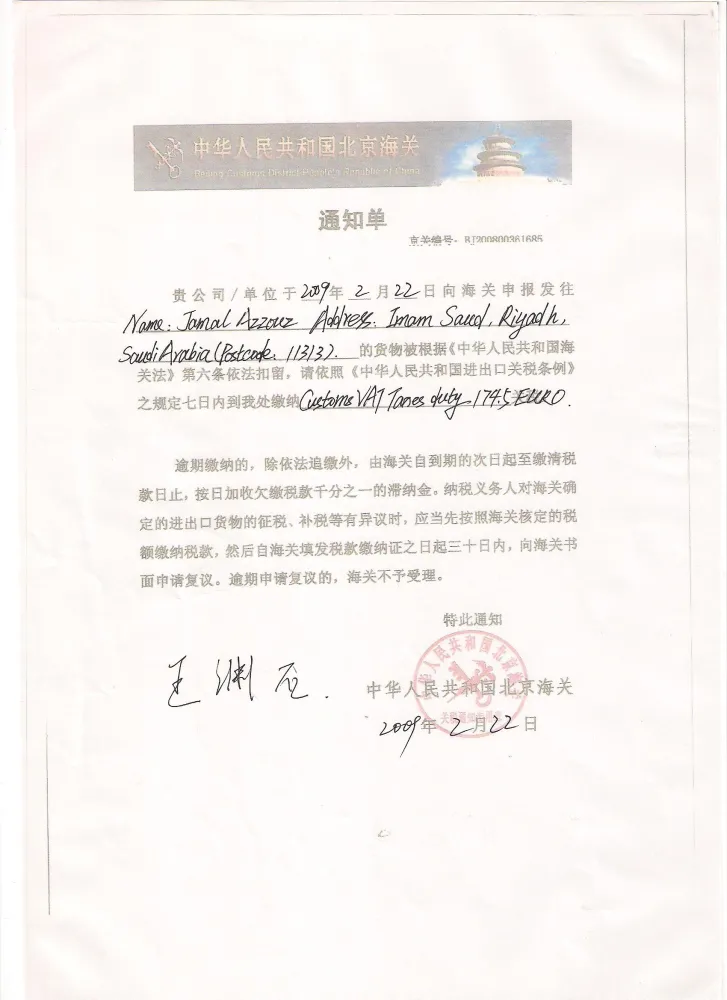 中华人民共和国北京海关
Beijing Customs District People's Republic of China
通知单
京关编号：BJ200800361685
贵公司/单位于2009年2月22日向海关申报发往
Name: Jamal Azzouz Address: Imam Saud, Riyadh,
Saudi Arabia (Postcode: 11313). 的货物被根据《中华人民共和国海
关法》第六条依法扣留，请依照《中华人民共和国进出口关税条例》
之规定七日内到我处缴纳Customs VAT Tanes duty 174.5 EURO.
逾期缴纳的，除依法追缴外，由海关自到期的次日起至缴清税
款日止，按日加收欠缴税款千分之一的滞纳金。纳税义务人对海关确
定的进出口货物的征税、补税等有异议时，应当先按照海关核定的税
额缴纳税款，然后自海关填发税款缴纳证之日起三十日内，向海关书
面申请复议。逾期申请复议的，海关不予受理。
特此通知
中华人民共和国北京海关
2009年2月22日